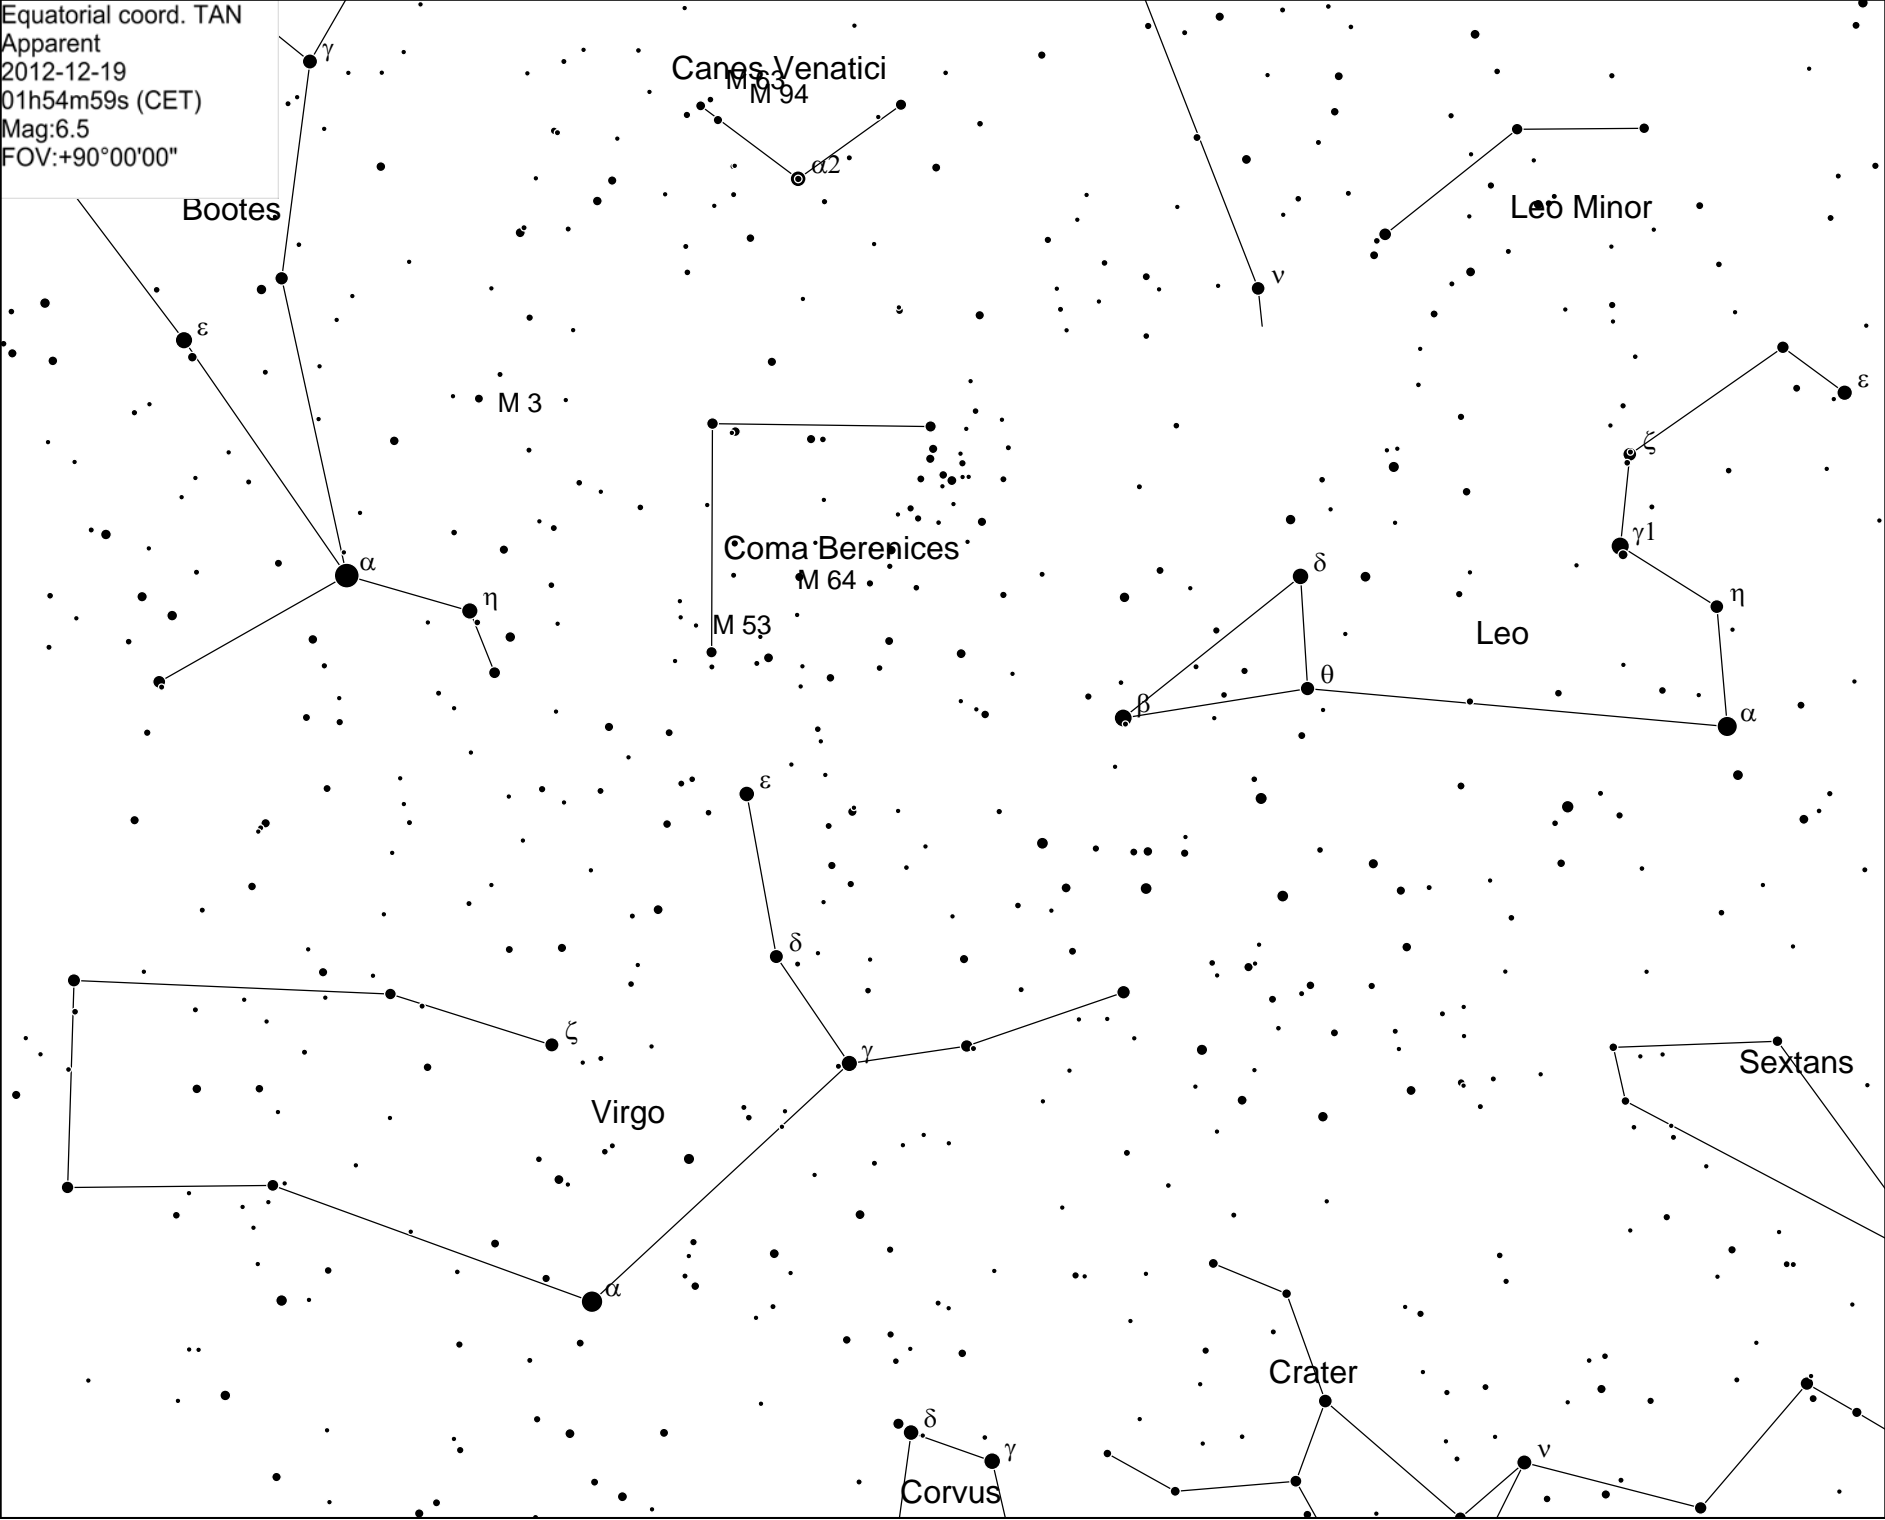 Equatorial coord. TAN
Apparent
2012-12-19
01h54m59s (CET)
Mag:6.5
FOV:+90°00'00"
γ
Canes Venatici
M 63
M 94
α2
Bootes
Leo Minor
ν
ε
ε
M 3
ζ
γ1
Coma Berenices
α
δ
M 64
η
η
M 53
Leo
θ
β
α
ε
δ
ζ
γ
Sextans
Virgo
α
Crater
δ
γ
ν
Corvus